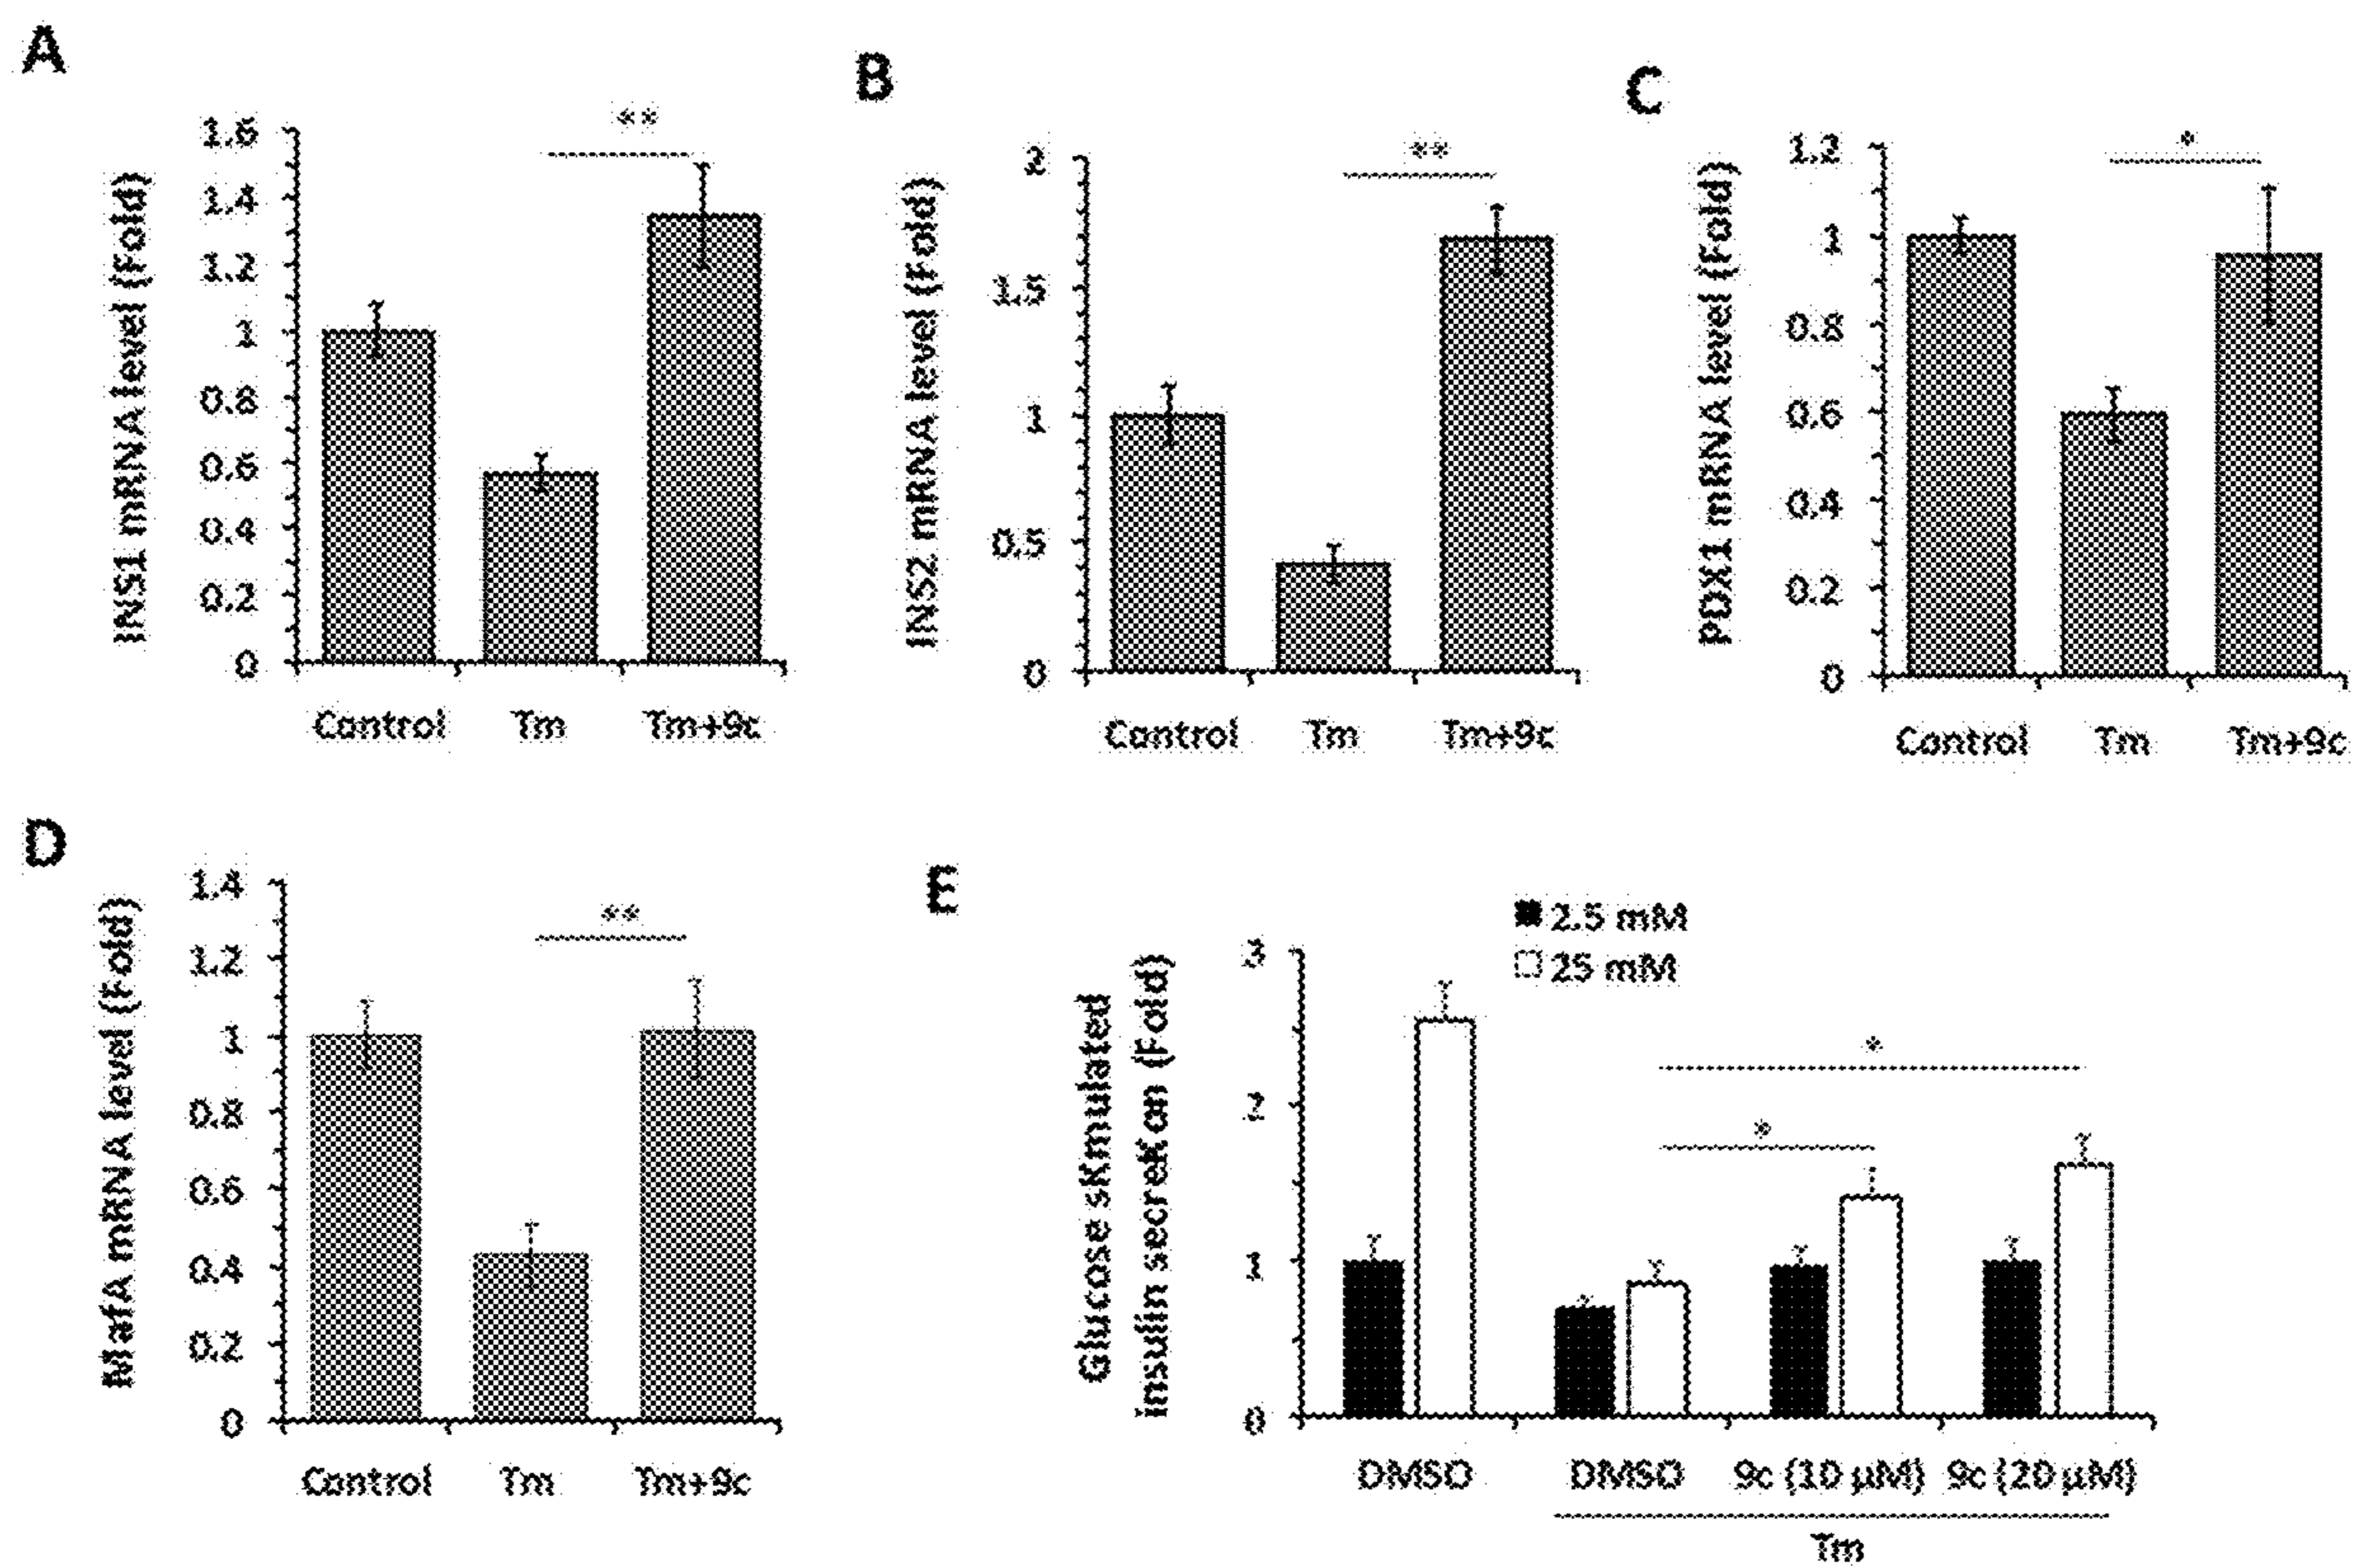 A
INS1 mRNA level (Fold)
1.6
1.4
1.2
1
0.8
0.6
0.4
0.2
0
**
Control Tm Tm+9c
B
INS2 mRNA level (Fold)
2
1.5
1
0.5
0
**
Control Tm Tm+9c
C
PDX1 mRNA level (Fold)
1.2
1
0.8
0.6
0.4
0.2
0
*
Control Tm Tm+9c
D
MafA mRNA level (Fold)
1.4
1.2
1
0.8
0.6
0.4
0.2
0
**
Control Tm Tm+9c
E
Glucose sKmulated
insulin secreKon (Fold)
2.5 mM
25 mM
3
2
1
0
*
*
DMSO DMSO 9c (10 µM) 9c (20 µM)
Tm